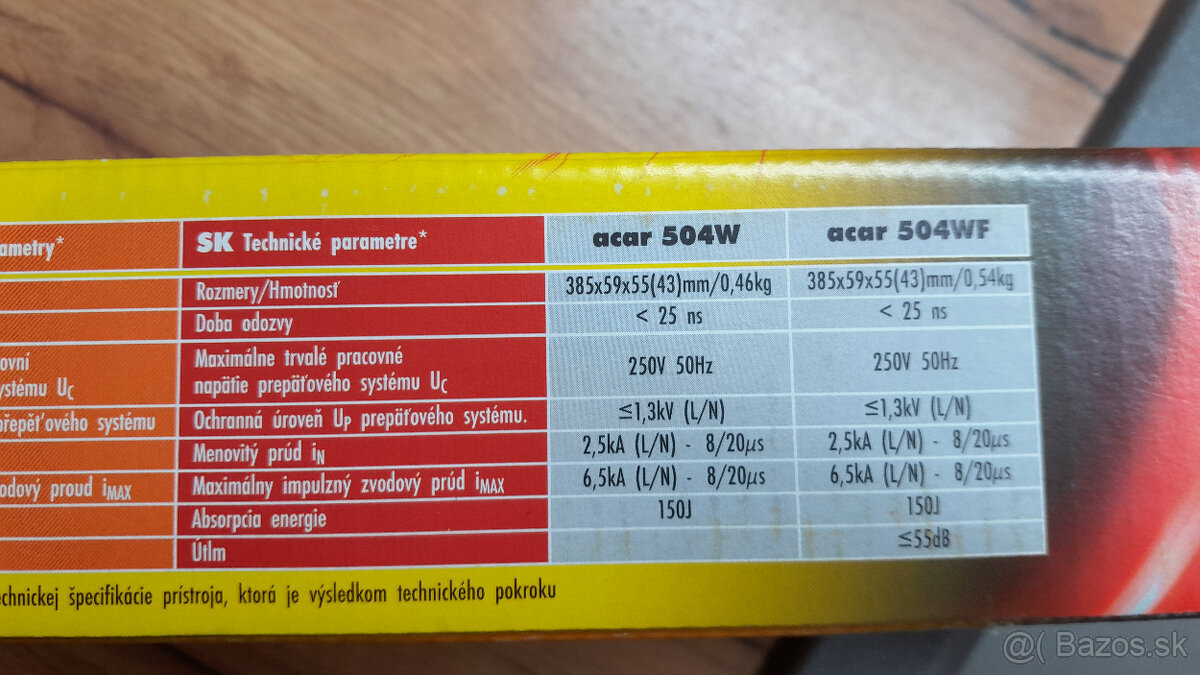 ametry*
SK Technické parametre*
acar 504W
acar 504WF
Rozmery/Hmotnosť
385x59x55(43)mm/0,46kg
385x59x55(43)mm/0,54kg
Doba odozvy
< 25 ns
< 25 ns
ovní
ystému UC
Maximálne trvalé pracovné
napätie prepäťového systému UC
250V 50Hz
250V 50Hz
přepěťového systému
Ochranná úroveň UP prepäťového systému.
≤1,3kV (L/N)
≤1,3kV (L/N)
Menovitý prúd iN
2,5kA (L/N) - 8/20µs
2,5kA (L/N) - 8/20µs
odový proud iMAX
Maximálny impulzný zvodový prúd iMAX
6,5kA (L/N) - 8/20µs
6,5kA (L/N) - 8/20µs
Absorpcia energie
150J
150J
Útlm
≤55dB
echnickej špecifikácie prístroja, ktorá je výsledkom technického pokroku
@( Bazos.sk